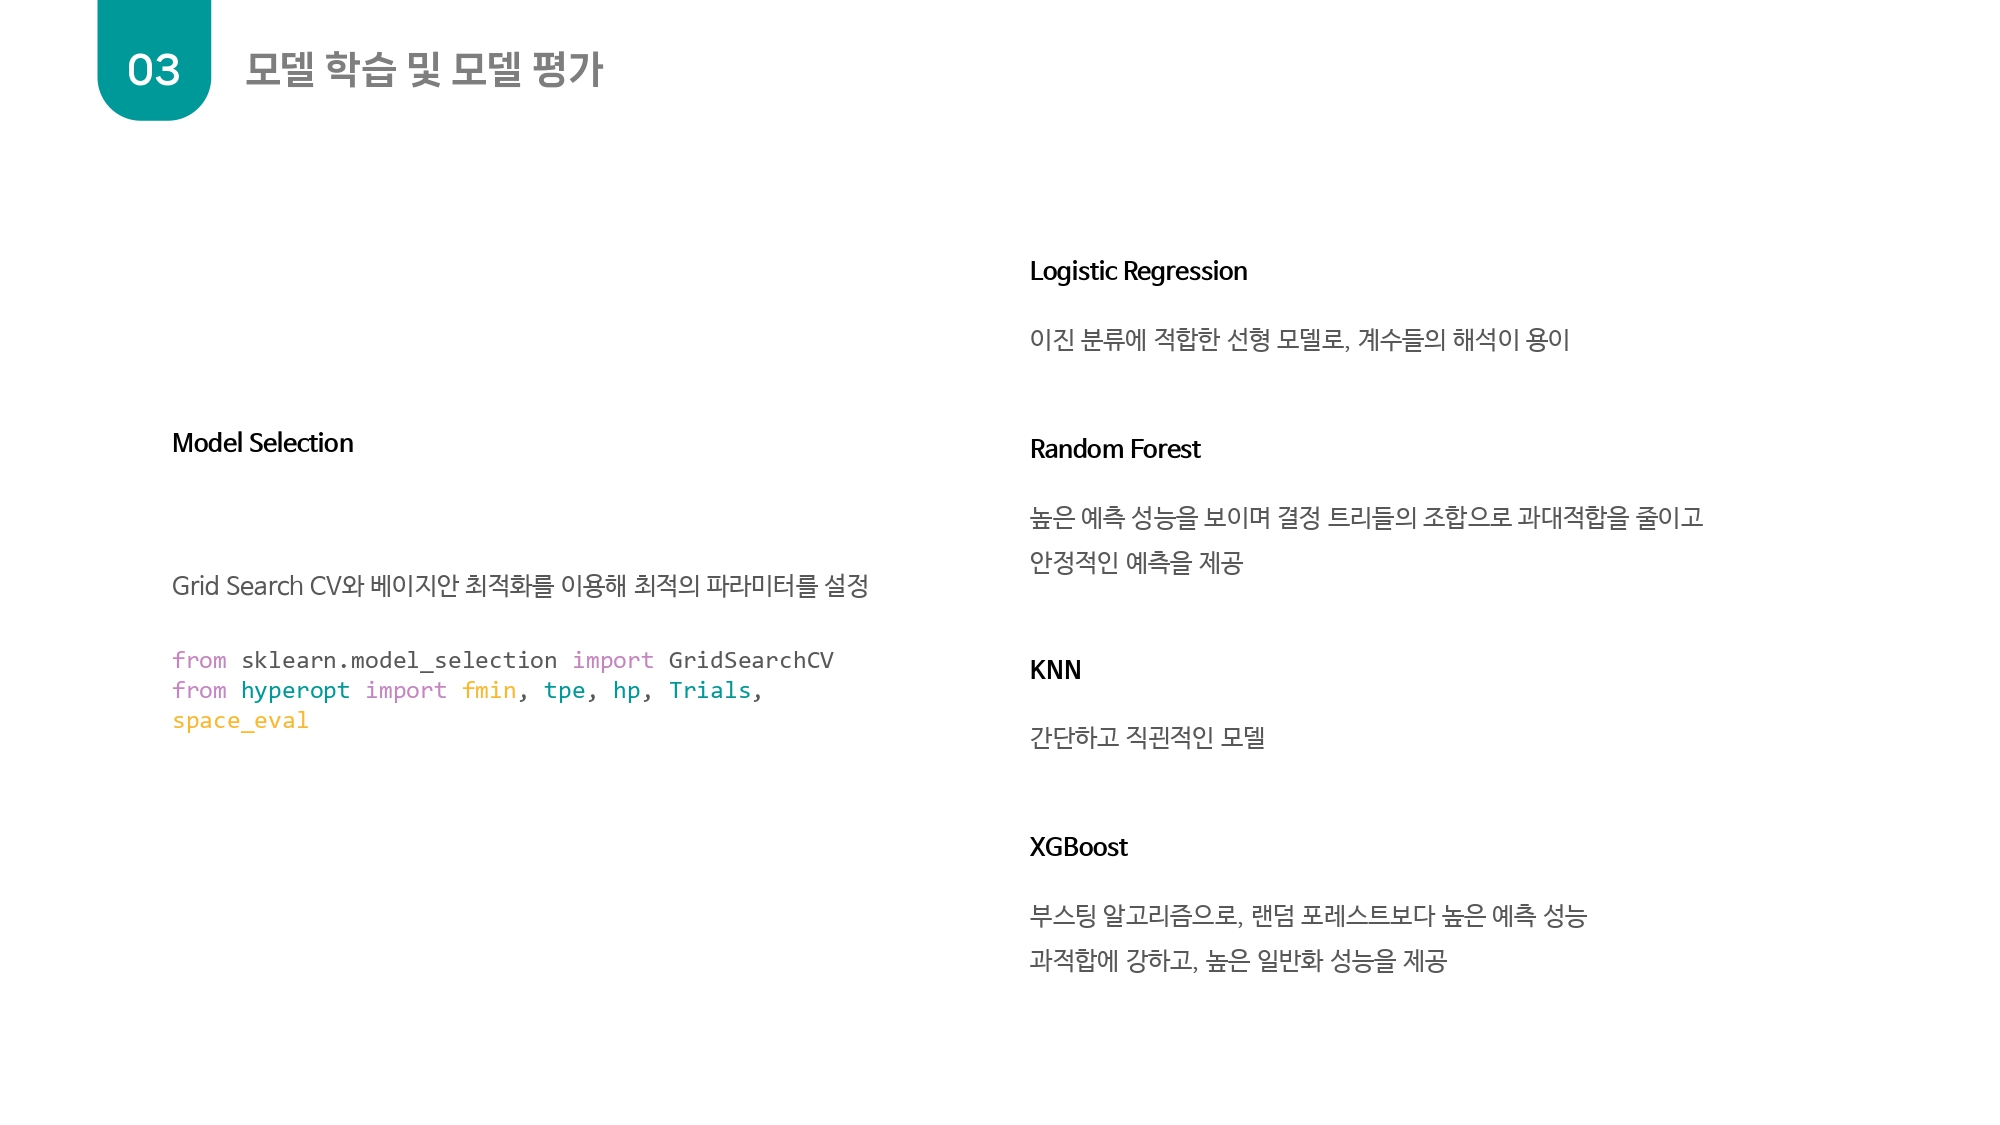 03
모델 학습 및 모델 평가
Model Selection
Grid Search CV와 베이지안 최적화를 이용해 최적의 파라미터를 설정
from sklearn.model_selection import GridSearchCV
from hyperopt import fmin, tpe, hp, Trials,
space_eval
Logistic Regression
이진 분류에 적합한 선형 모델로, 계수들의 해석이 용이
Random Forest
높은 예측 성능을 보이며 결정 트리들의 조합으로 과대적합을 줄이고
안정적인 예측을 제공
KNN
간단하고 직괸적인 모델
XGBoost
부스팅 알고리즘으로, 랜덤 포레스트보다 높은 예측 성능
과적합에 강하고, 높은 일반화 성능을 제공